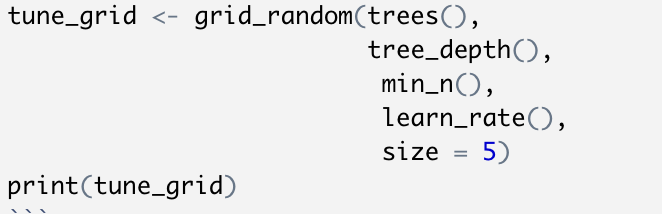 tune_grid <- grid_random(trees(),
tree_depth(),
min_n(),
learn_rate(),
size = 5)
print(tune_grid)
```